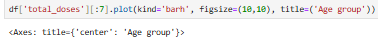 df['total_doses'][:7].plot(kind='barh', figsize=(10,10), title=('Age group'))
<Axes: title={'center': 'Age group'}>